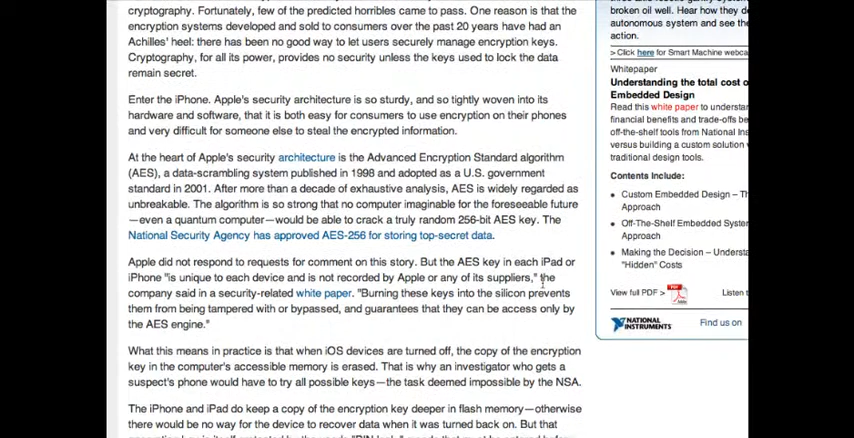 cryptography. Fortunately, few of the predicted horribles came to pass. One reason is that the
encryption systems developed and sold to consumers over the past 20 years have had an
Achilles' heel: there has been no good way to let users securely manage encryption keys.
Cryptography, for all its power, provides no security unless the keys used to lock the data
remain secret.
Enter the iPhone. Apple's security architecture is so sturdy, and so tightly woven into its
hardware and software, that it is both easy for consumers to use encryption on their phones
and very difficult for someone else to steal the encrypted information.
At the heart of Apple's security architecture is the Advanced Encryption Standard algorithm
(AES), a data-scrambling system published in 1998 and adopted as a U.S. government
standard in 2001. After more than a decade of exhaustive analysis, AES is widely regarded as
unbreakable. The algorithm is so strong that no computer imaginable for the foreseeable future
—even a quantum computer—would be able to crack a truly random 256-bit AES key. The
National Security Agency has approved AES-256 for storing top-secret data.
Apple did not respond to requests for comment on this story. But the AES key in each iPad or
iPhone "is unique to each device and is not recorded by Apple or any of its suppliers," the
company said in a security-related white paper. "Burning these keys into the silicon prevents
them from being tampered with or bypassed, and guarantees that they can be access only by
the AES engine."
What this means in practice is that when iOS devices are turned off, the copy of the encryption
key in the computer's accessible memory is erased. That is why an investigator who gets a
suspect's phone would have to try all possible keys—the task deemed impossible by the NSA.
The iPhone and iPad do keep a copy of the encryption key deeper in flash memory—otherwise
there would be no way for the device to recover data when it was turned back on. But that
broken oil well. Hear how they d
autonomous system and see the
action.
> Click here for Smart Machine webca
Whitepaper
Understanding the total cost o
Embedded Design
Read this white paper to understan
financial benefits and trade-offs be
off-the-shelf tools from National Ins
versus building a custom solution
traditional design tools.
Contents Include:
• Custom Embedded Design – Th
Approach
• Off-The-Shelf Embedded System
Approach
• Making the Decision – Understa
"Hidden" Costs
View full PDF > Listen t
NATIONAL
INSTRUMENTS
Find us on